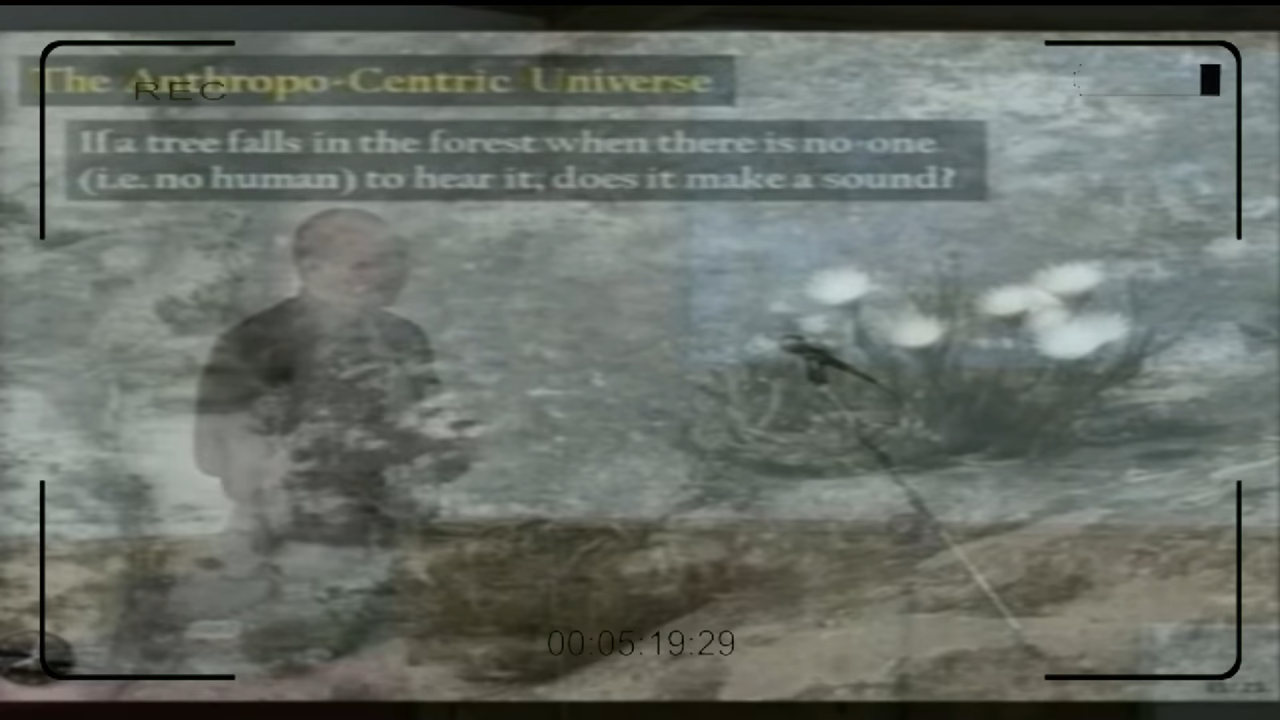 The Anthropo-Centric Universe
REC
If a tree falls in the forest when there is no-one
(i.e. no human) to hear it, does it make a sound?
00:05:19:29